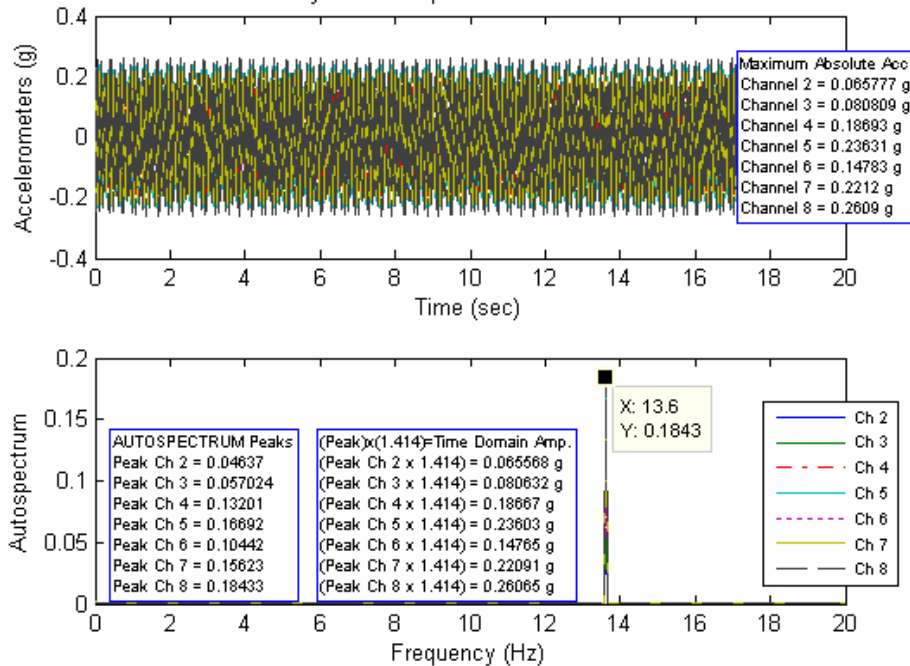 0.4
0.2
0
-0.2
-0.4
Accelerometers (g)
Maximum Absolute Acc
Channel 2 = 0.065777 g
Channel 3 = 0.080809 g
Channel 4 = 0.18693 g
Channel 5 = 0.23631 g
Channel 6 = 0.14783 g
Channel 7 = 0.2212 g
Channel 8 = 0.2609 g
0 2 4 6 8 10 12 14 16 18 20
Time (sec)
0.2
0.15
0.1
0.05
0
Autospectrum
AUTOSPECTRUM Peaks
Peak Ch 2 = 0.04637
Peak Ch 3 = 0.057024
Peak Ch 4 = 0.13201
Peak Ch 5 = 0.16692
Peak Ch 6 = 0.10442
Peak Ch 7 = 0.15623
Peak Ch 8 = 0.18433
(Peak)x(1.414)=Time Domain Amp.
(Peak Ch 2 x 1.414) = 0.065568 g
(Peak Ch 3 x 1.414) = 0.080632 g
(Peak Ch 4 x 1.414) = 0.18667 g
(Peak Ch 5 x 1.414) = 0.23603 g
(Peak Ch 6 x 1.414) = 0.14765 g
(Peak Ch 7 x 1.414) = 0.22091 g
(Peak Ch 8 x 1.414) = 0.26065 g
X: 13.6
Y: 0.1843
Ch 2
Ch 3
Ch 4
Ch 5
Ch 6
Ch 7
Ch 8
0 2 4 6 8 10 12 14 16 18 20
Frequency (Hz)